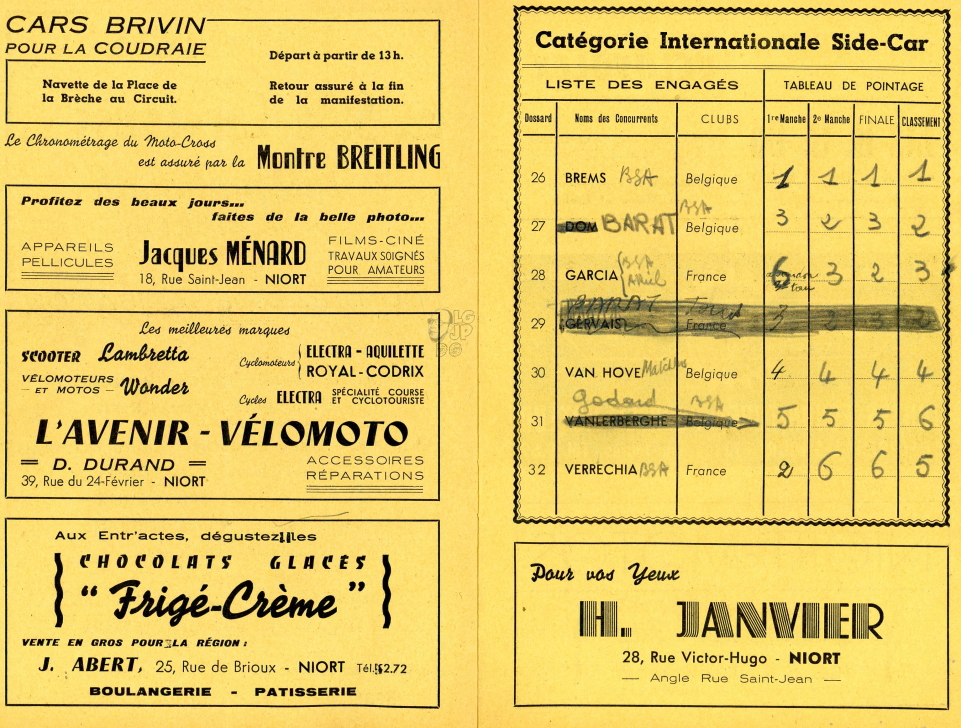 CARS BRIVIN
POUR LA COUDRAIE
Départ à partir de 13 h.
Navette de la Place de
la Brèche au Circuit.
Retour assuré à la fin
de la manifestation.
Le Chronométrage du Moto-Cross
est assuré par la Montre BREITLING
Profitez des beaux jours...
faites de la belle photo...
APPAREILS
PELLICULES
Jacques MÉNARD
18, Rue Saint-Jean - NIORT
FILMS-CINÉ
TRAVAUX SOIGNÉS
POUR AMATEURS
Les meilleures marques
SCOOTER Lambretta
VÉLOMOTEURS
- ET MOTOS - Wonder
Cyclomoteurs ELECTRA - AQUILETTE
ROYAL - CODRIX
Cycles ELECTRA SPÉCIALITÉ COURSE
ET CYCLOTOURISTE
L'AVENIR - VÉLOMOTO
D. DURAND
39, Rue du 24-Février - NIORT
ACCESSOIRES
RÉPARATIONS
Aux Entr'actes, dégustez les
CHOCOLATS GLACÉS
"Frigé-Crème"
VENTE EN GROS POUR LA RÉGION :
J. ABERT, 25, Rue de Brioux - NIORT Tél. 2.72
BOULANGERIE - PATISSERIE
Catégorie Internationale Side-Car
LISTE DES ENGAGÉS TABLEAU DE POINTAGE
Dossard Noms des Concurrents CLUBS 1re Manche 2e Manche FINALE CLASSEMENT
26 BREMS BSA Belgique 1 1 1 1
BSA
27 DOM BARAT Belgique 3 2 3 2
28 GARCIA BSA France 6 3 2 3
BARAT
29 GERVAIS France 3 2 3 2
30 VAN HOVE Belgique 4 4 4 4
Godard BSA
31 VANLERBERGHE Belgique 5 5 5 6
32 VERRECHIA BSA France 2 6 6 5
Pour vos Yeux
H. JANVIER
28, Rue Victor-Hugo - NIORT
— Angle Rue Saint-Jean —